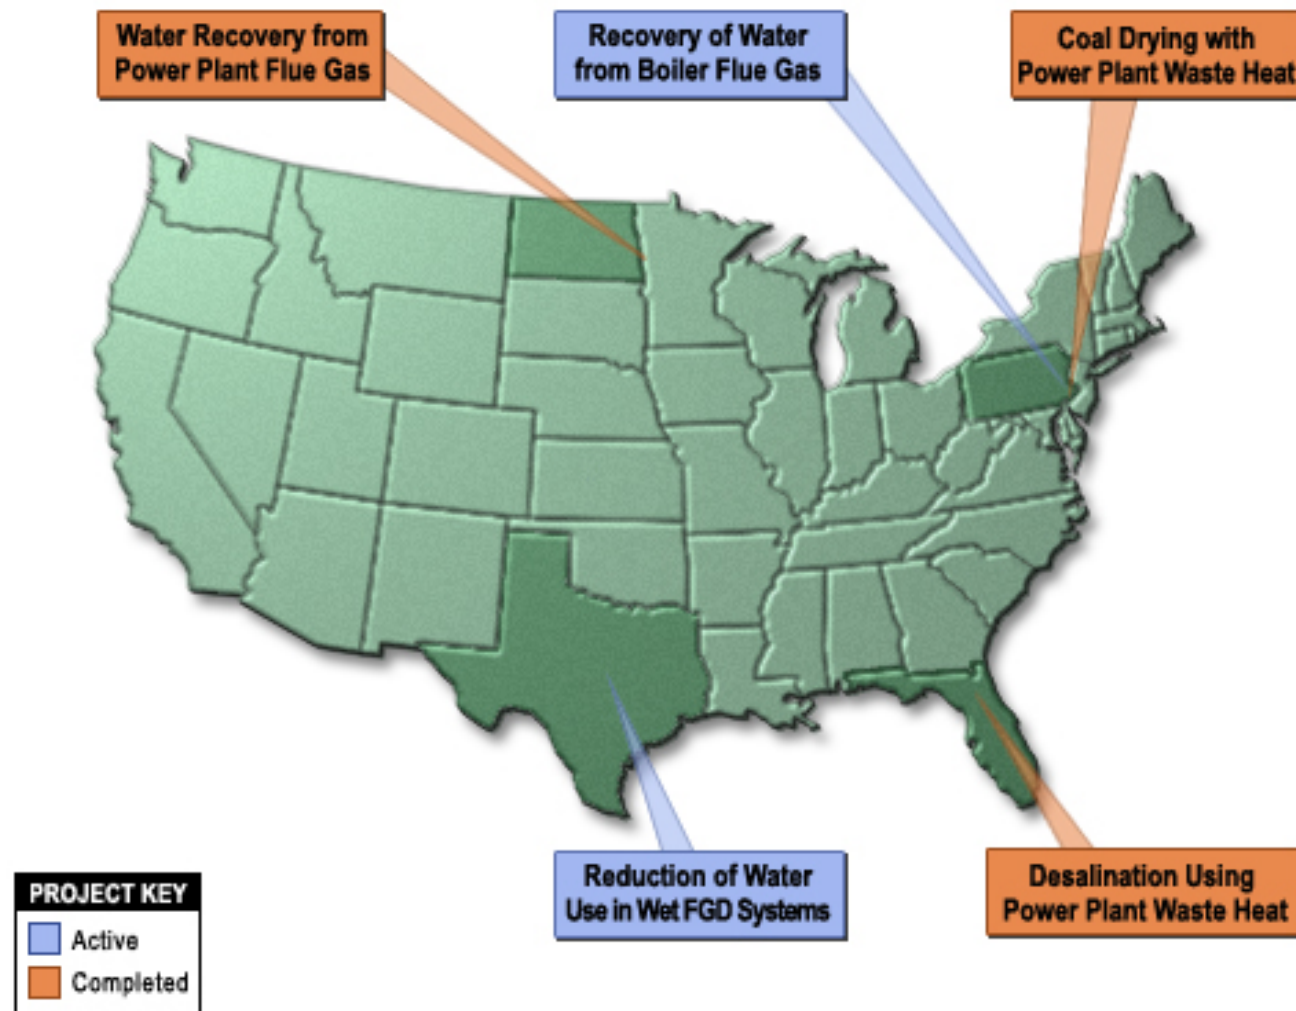 Water Recovery from
Power Plant Flue Gas
Recovery of Water
from Boiler Flue Gas
Coal Drying with
Power Plant Waste Heat
Reduction of Water
Use in Wet FGD Systems
Desalination Using
Power Plant Waste Heat
PROJECT KEY
Active
Completed